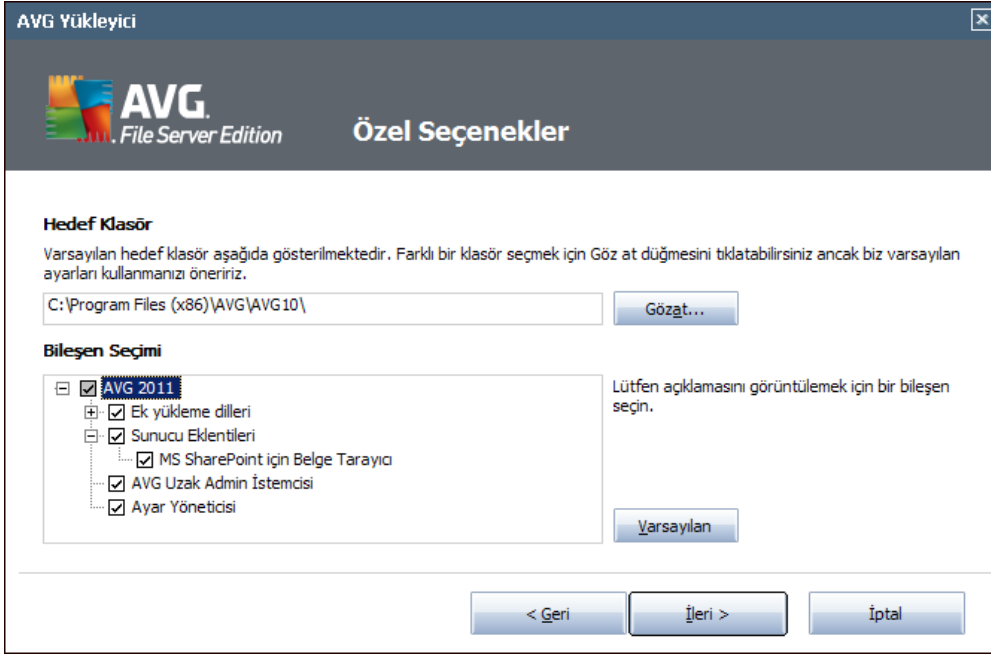 AVG Yükleyici
AVG.
File Server Edition
Özel Seçenekler
Hedef Klasör
Varsayılan hedef klasör aşağıda gösterilmektedir. Farklı bir klasör seçmek için Göz at düğmesini tıklatabilirsiniz ancak biz varsayılan
ayarları kullanmanızı öneririz.
C:\Program Files (x86)\AVG\AVG10\
Gözat...
Bileşen Seçimi
AVG 2011
Ek yükleme dilleri
Sunucu Eklentileri
MS SharePoint için Belge Tarayıcı
AVG Uzak Admin İstemcisi
Ayar Yöneticisi
Lütfen açıklamasını görüntülemek için bir bileşen
seçin.
Varsayılan
< Geri
İleri >
İptal